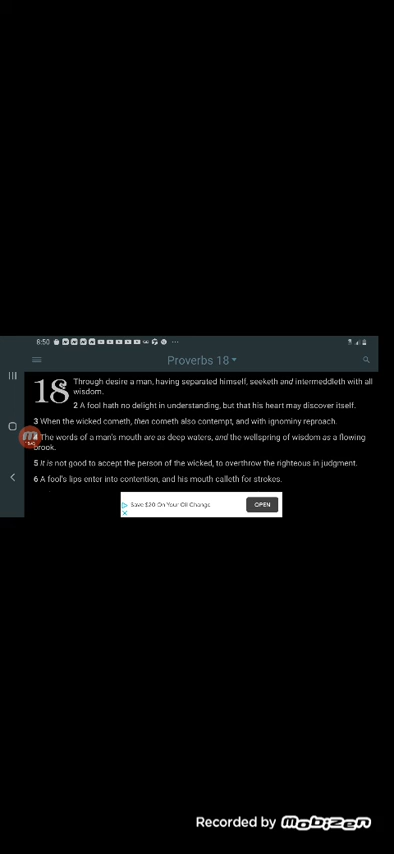 8:50
Proverbs 18
18 Through desire a man, having separated himself, seeketh and intermeddleth with all
wisdom.
2 A fool hath no delight in understanding, but that his heart may discover itself.
3 When the wicked cometh, then cometh also contempt, and with ignominy reproach.
4 The words of a man's mouth are as deep waters, and the wellspring of wisdom as a flowing
brook.
5 It is not good to accept the person of the wicked, to overthrow the righteous in judgment.
6 A fool's lips enter into contention, and his mouth calleth for strokes.
Save $20 On Your Oil Change
OPEN
Recorded by mobizen